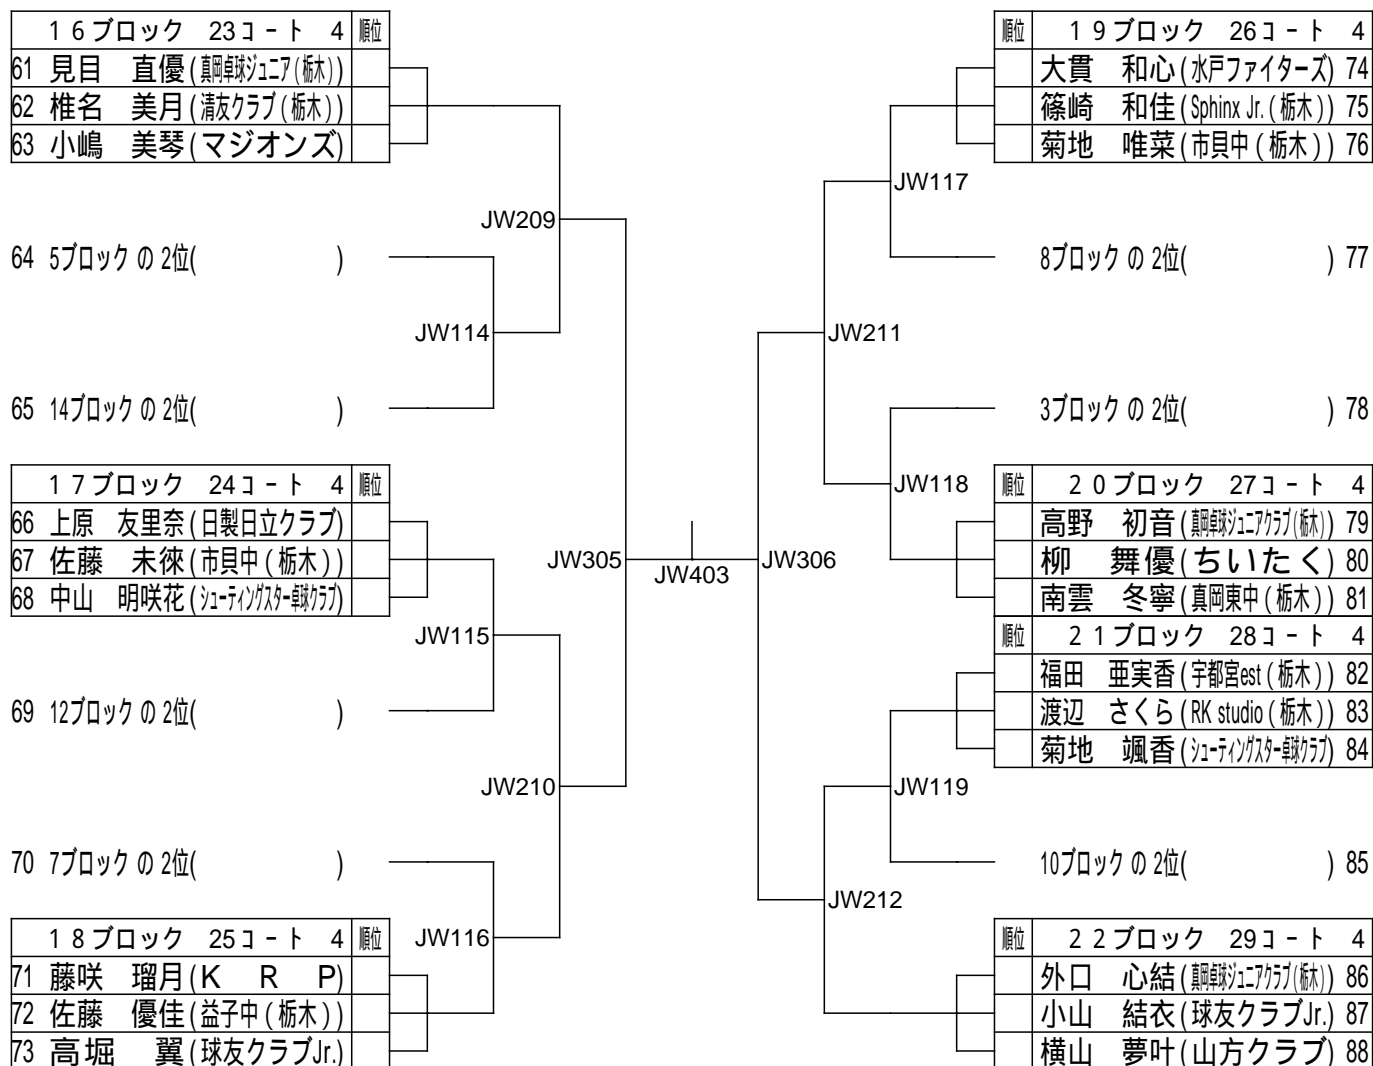 16ブロック 23コート 4 順位
61 見目 直優(真岡卓球ジュニア(栃木))
62 椎名 美月(清友クラブ(栃木))
63 小嶋 美琴(マジオンズ)
JW209
64 5ブロック の 2位( )
JW114
65 14ブロック の 2位( )
17ブロック 24コート 4 順位
66 上原 友里奈(日製日立クラブ)
67 佐藤 未徠(市貝中(栃木))
68 中山 明咲花(シューティングスター卓球クラブ)
JW305
JW115
69 12ブロック の 2位( )
JW210
70 7ブロック の 2位( )
18ブロック 25コート 4 順位
JW116
71 藤咲 瑠月(K R P)
72 佐藤 優佳(益子中(栃木))
73 高堀 翼(球友クラブJr.)
JW403
順位 19ブロック 26コート 4
大貫 和心(水戸ファイターズ) 74
篠崎 和佳(Sphinx Jr.(栃木)) 75
菊地 唯菜(市貝中(栃木)) 76
JW117
8ブロック の 2位( ) 77
JW211
3ブロック の 2位( ) 78
JW118
順位 20ブロック 27コート 4
高野 初音(真岡卓球ジュニアクラブ(栃木)) 79
柳 舞優(ちいたく) 80
南雲 冬寧(真岡東中(栃木)) 81
JW306
順位 21ブロック 28コート 4
福田 亜実香(宇都宮est(栃木)) 82
渡辺 さくら(RK studio(栃木)) 83
菊地 颯香(シューティングスター卓球クラブ) 84
JW119
10ブロック の 2位( ) 85
JW212
順位 22ブロック 29コート 4
外口 心結(真岡卓球ジュニアクラブ(栃木)) 86
小山 結衣(球友クラブJr.) 87
横山 夢叶(山方クラブ) 88